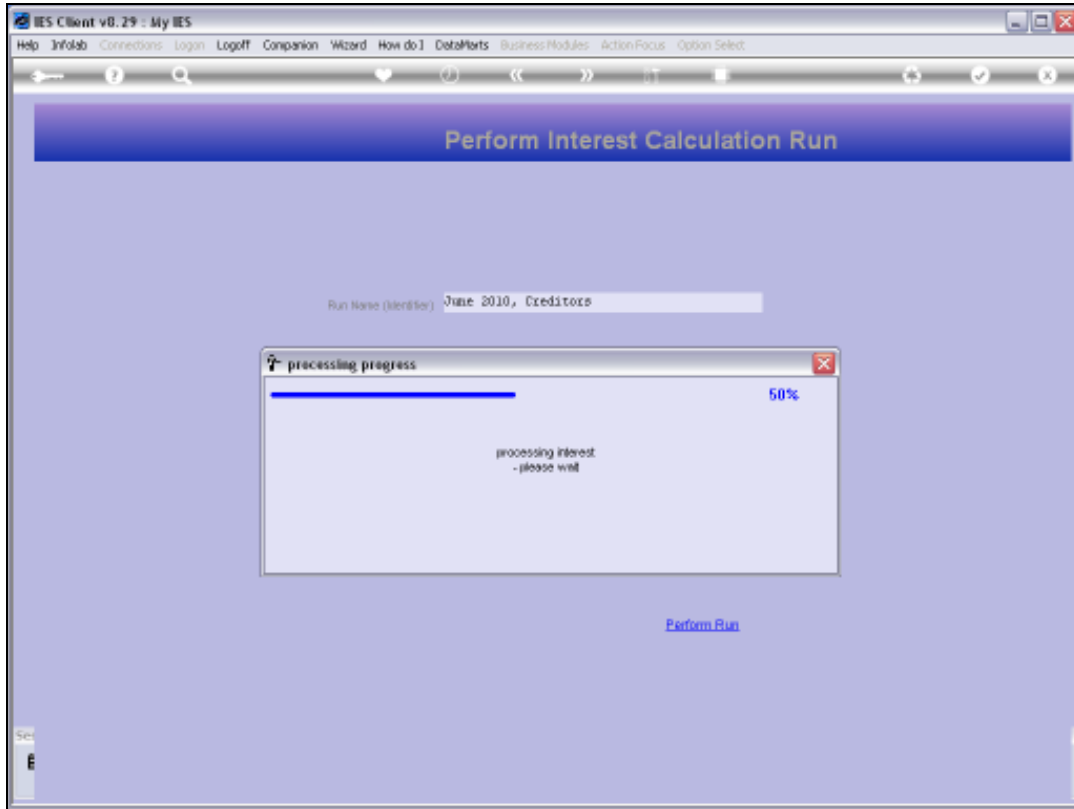 IES Client v8.29 : My IES
Help Infolab Connections Logon Logoff Companion Wizard How do I DataMarts Business Modules Action Focus Option Select
Perform Interest Calculation Run
Run Name (Identifier) June 2010, Creditors
processing progress
50%
processing interest
- please wait
Perform Run